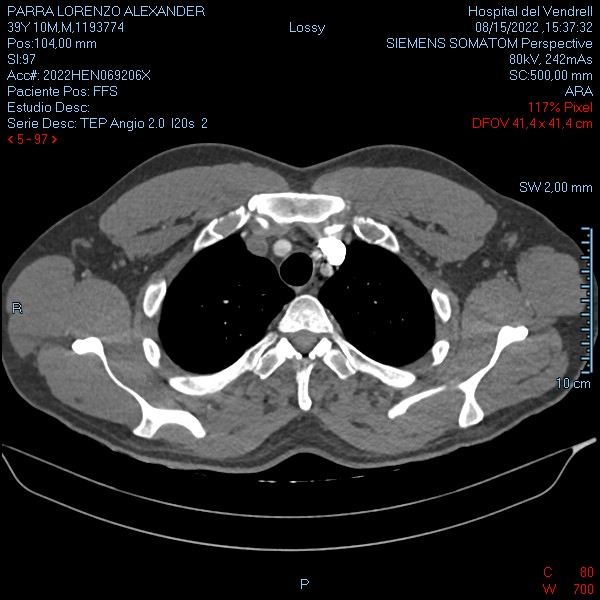 PARRA LORENZO ALEXANDER
39Y 10M,M,1193774
Pos:104,00 mm
SI:97
Acc#: 2022HEN069206X
Paciente Pos: FFS
Estudio Desc:
Serie Desc: TEP Angio 2.0 I20s 2
< 5 - 97 >
Lossy
Hospital del Vendrell
08/15/2022 ,15:37:32
SIEMENS SOMATOM Perspective
80kV, 242mAs
SC:500,00 mm
ARA
117% Pixel
DFOV 41,4 x 41,4 cm
SW 2,00 mm
R
10 cm
P
C 80
W 700